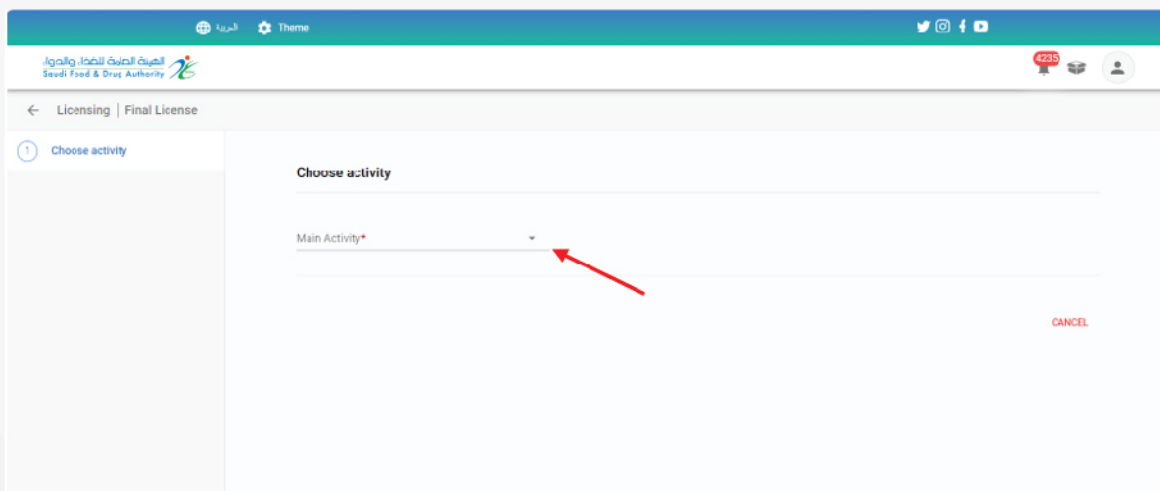 العربية Theme
الهيئة العامة للغذاء والدواء
Saudi Food & Drug Authority
4235
Licensing | Final License
1 Choose activity
Choose activity
Main Activity*
CANCEL